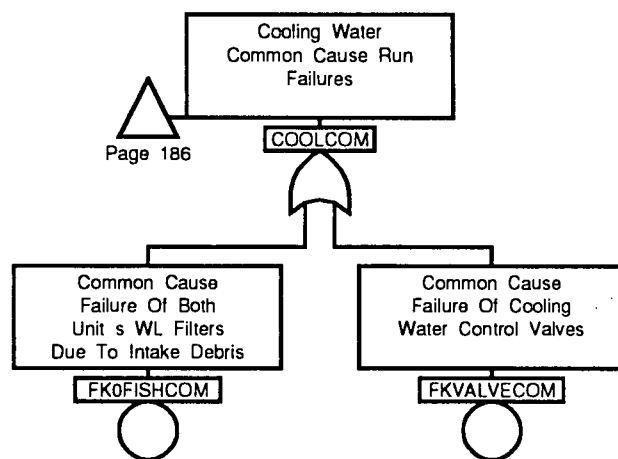 Cooling Water
Common Cause Run
Failures
Page 186
COOLCOM
Common Cause
Failure Of Both
Unit s WL Filters
Due To Intake Debris
FK0FISHCOM
Common Cause
Failure Of Cooling
Water Control Valves
FKVALVECOM